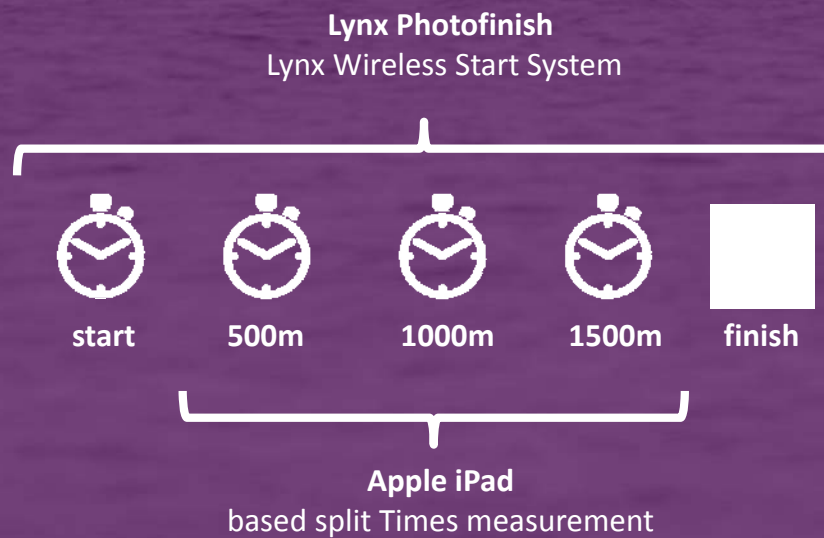 Lynx Photofinish
Lynx Wireless Start System
start 500m 1000m 1500m finish
Apple iPad
based split Times measurement